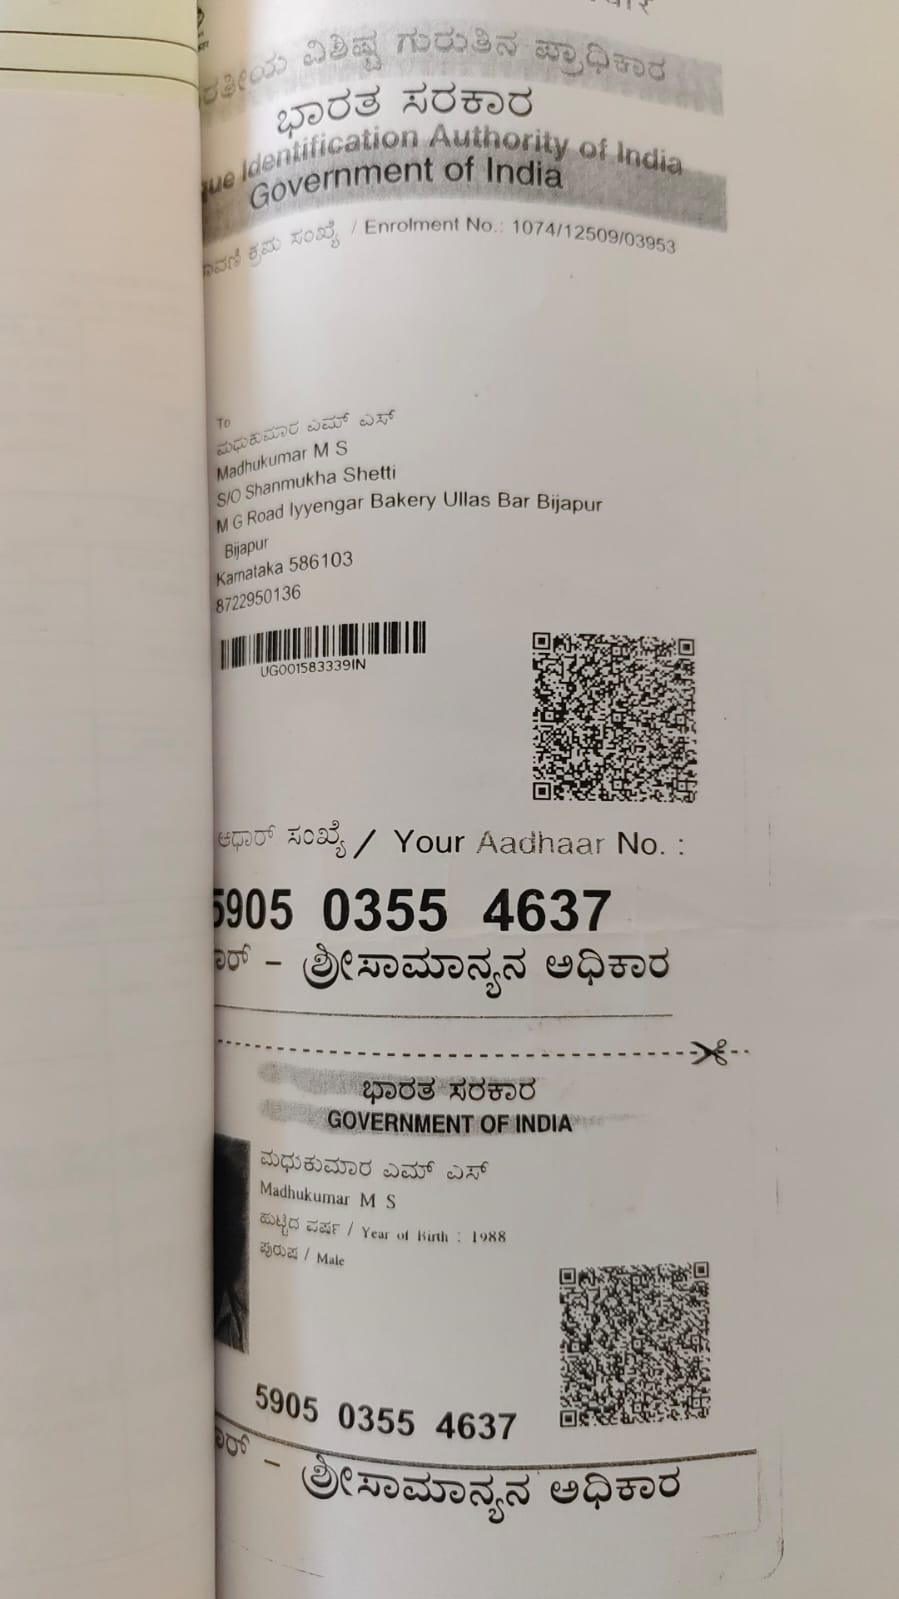 ವಿಶಿಷ್ಟ ಗುರುತಿನ ಪ್ರಾಧಿಕಾರ
ಭಾರತ ಸರಕಾರ
Identification Authority of India
Government of India
ಕ್ರಮ ಸಂಖ್ಯೆ / Enrolment No.: 1074/12509/03953
To
ಮಧುಕುಮಾರ ಎಮ್ ಎಸ್
Madhukumar M S
S/O Shanmukha Shetti
M G Road Iyyengar Bakery Ullas Bar Bijapur
Bijapur
Karnataka 586103
8722950136
UG001583339IN
ಆಧಾರ್ ಸಂಖ್ಯೆ / Your Aadhaar No. :
5905 0355 4637
– ಶ್ರೀಸಾಮಾನ್ಯನ ಅಧಿಕಾರ
ಭಾರತ ಸರಕಾರ
GOVERNMENT OF INDIA
ಮಧುಕುಮಾರ ಎಮ್ ಎಸ್
Madhukumar M S
ಹುಟ್ಟಿದ ವರ್ಷ / Year of Birth : 1988
ಪುರುಷ / Male
5905 0355 4637
– ಶ್ರೀಸಾಮಾನ್ಯನ ಅಧಿಕಾರ